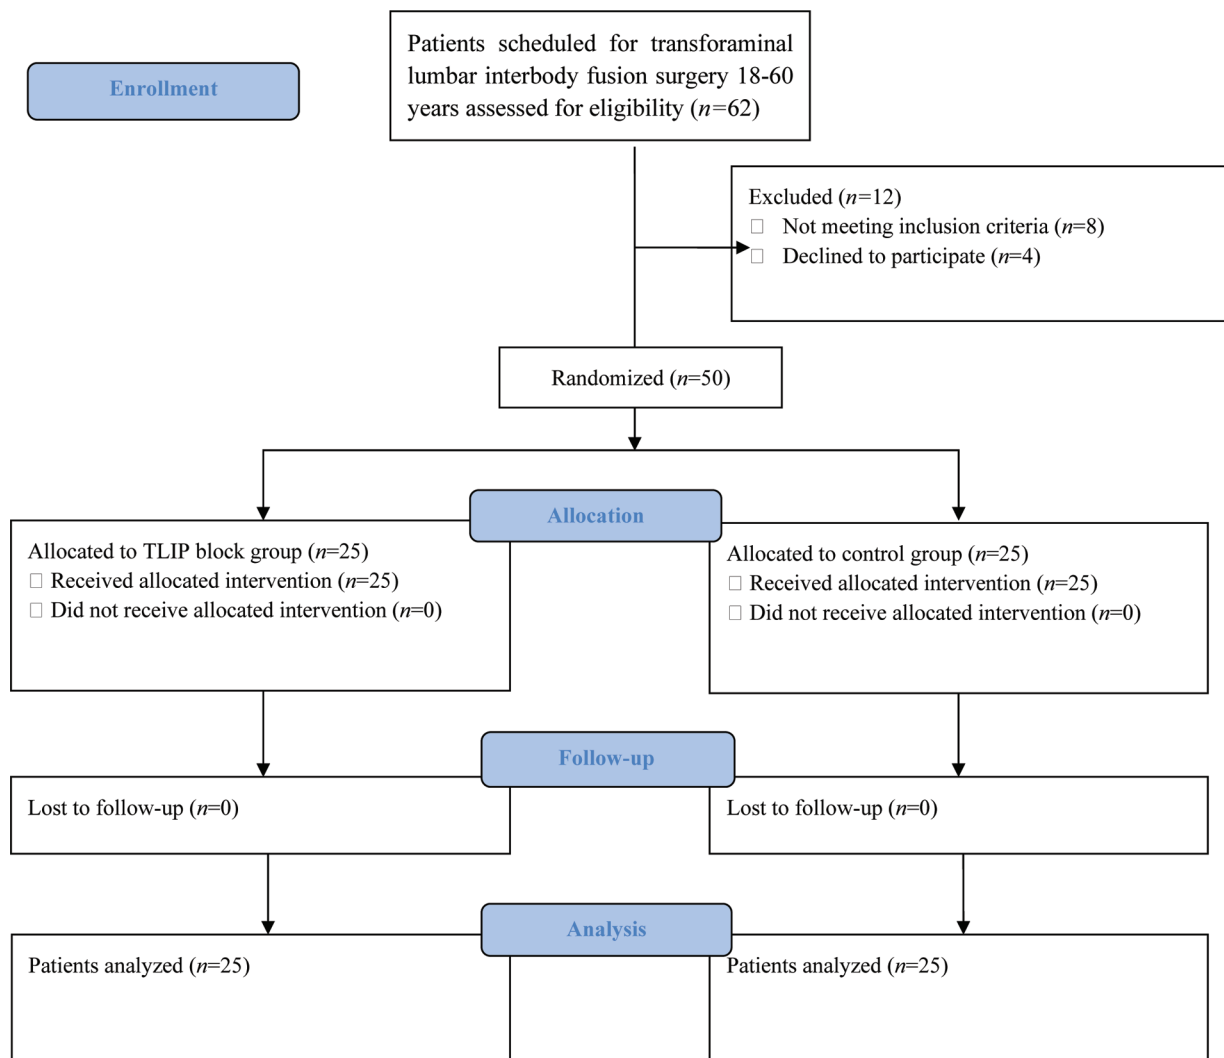 Enrollment
Patients scheduled for transforaminal
lumbar interbody fusion surgery 18-60
years assessed for eligibility (n=62)
Excluded (n=12)
Not meeting inclusion criteria (n=8)
Declined to participate (n=4)
Randomized (n=50)
Allocation
Allocated to TLIP block group (n=25)
Received allocated intervention (n=25)
Did not receive allocated intervention (n=0)
Allocated to control group (n=25)
Received allocated intervention (n=25)
Did not receive allocated intervention (n=0)
Follow-up
Lost to follow-up (n=0)
Lost to follow-up (n=0)
Analysis
Patients analyzed (n=25)
Patients analyzed (n=25)